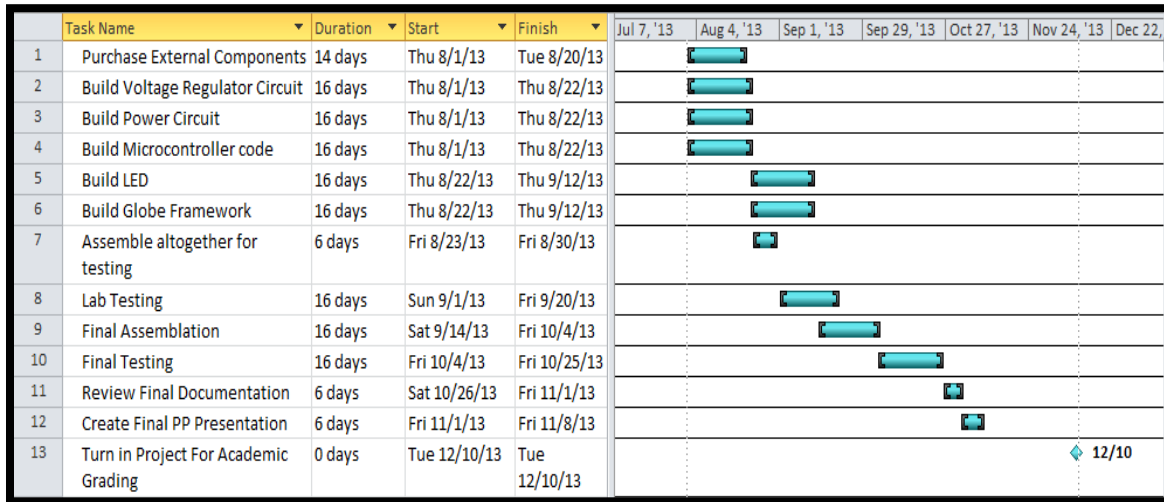 Task Name Duration Start Finish Jul 7, '13 Aug 4, '13 Sep 1, '13 Sep 29, '13 Oct 27, '13 Nov 24, '13 Dec 22,
1 Purchase External Components 14 days Thu 8/1/13 Tue 8/20/13
2 Build Voltage Regulator Circuit 16 days Thu 8/1/13 Thu 8/22/13
3 Build Power Circuit 16 days Thu 8/1/13 Thu 8/22/13
4 Build Microcontroller code 16 days Thu 8/1/13 Thu 8/22/13
5 Build LED 16 days Thu 8/22/13 Thu 9/12/13
6 Build Globe Framework 16 days Thu 8/22/13 Thu 9/12/13
7 Assemble altogether for 6 days Fri 8/23/13 Fri 8/30/13
testing
8 Lab Testing 16 days Sun 9/1/13 Fri 9/20/13
9 Final Assemblation 16 days Sat 9/14/13 Fri 10/4/13
10 Final Testing 16 days Fri 10/4/13 Fri 10/25/13
11 Review Final Documentation 6 days Sat 10/26/13 Fri 11/1/13
12 Create Final PP Presentation 6 days Fri 11/1/13 Fri 11/8/13
13 Turn in Project For Academic 0 days Tue 12/10/13 Tue 12/10
Grading 12/10/13